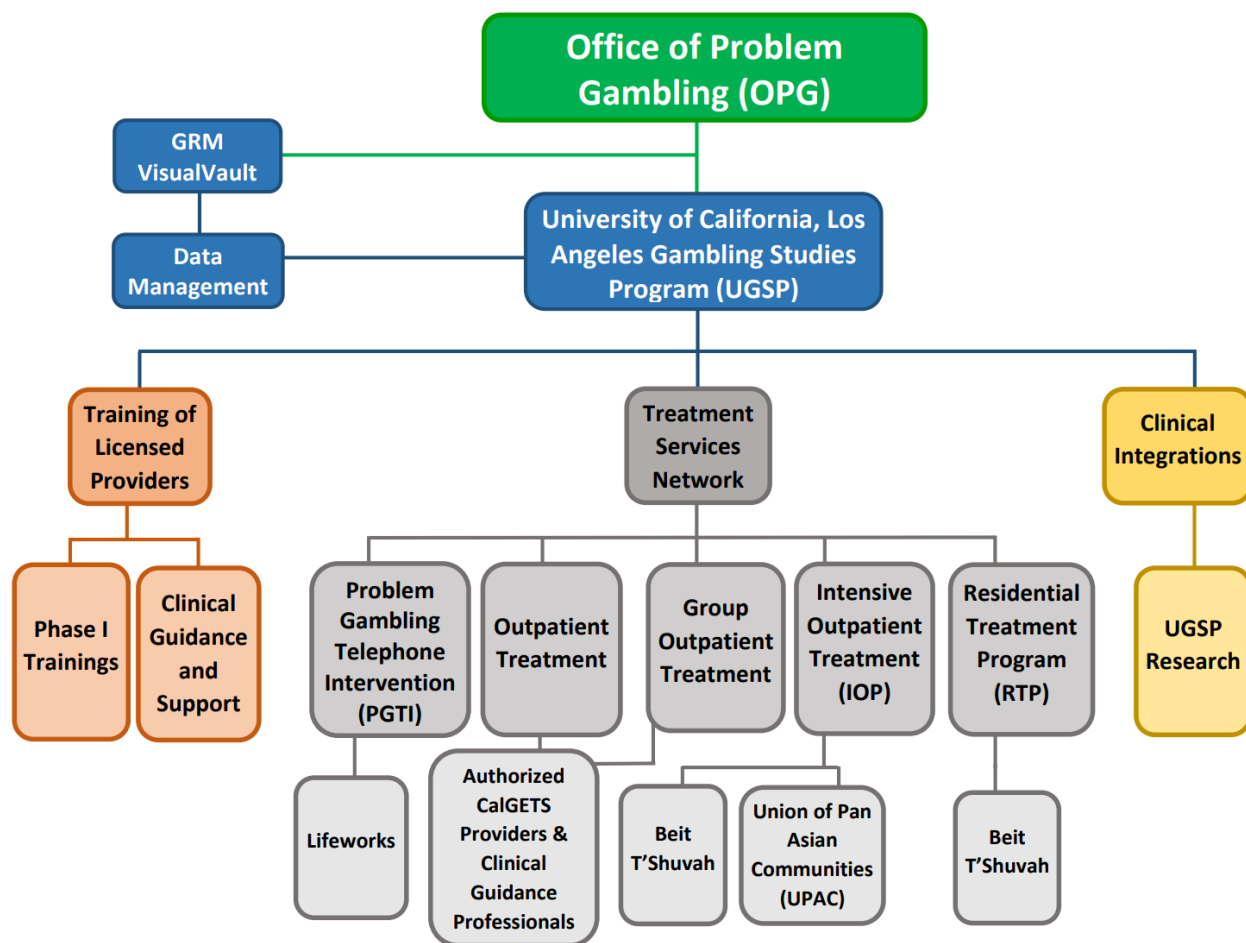 Office of Problem
Gambling (OPG)
GRM
VisualVault
University of California, Los
Angeles Gambling Studies
Program (UGSP)
Data
Management
Training of
Licensed
Providers
Treatment
Services
Network
Clinical
Integrations
Phase I
Trainings
Clinical
Guidance
and
Support
Problem
Gambling
Telephone
Intervention
(PGTI)
Outpatient
Treatment
Group
Outpatient
Treatment
Intensive
Outpatient
Treatment
(IOP)
Residential
Treatment
Program
(RTP)
UGSP
Research
Lifeworks
Authorized
CalGETS
Providers &
Clinical
Guidance
Professionals
Beit
T’Shuvah
Union of Pan
Asian
Communities
(UPAC)
Beit
T’Shuvah